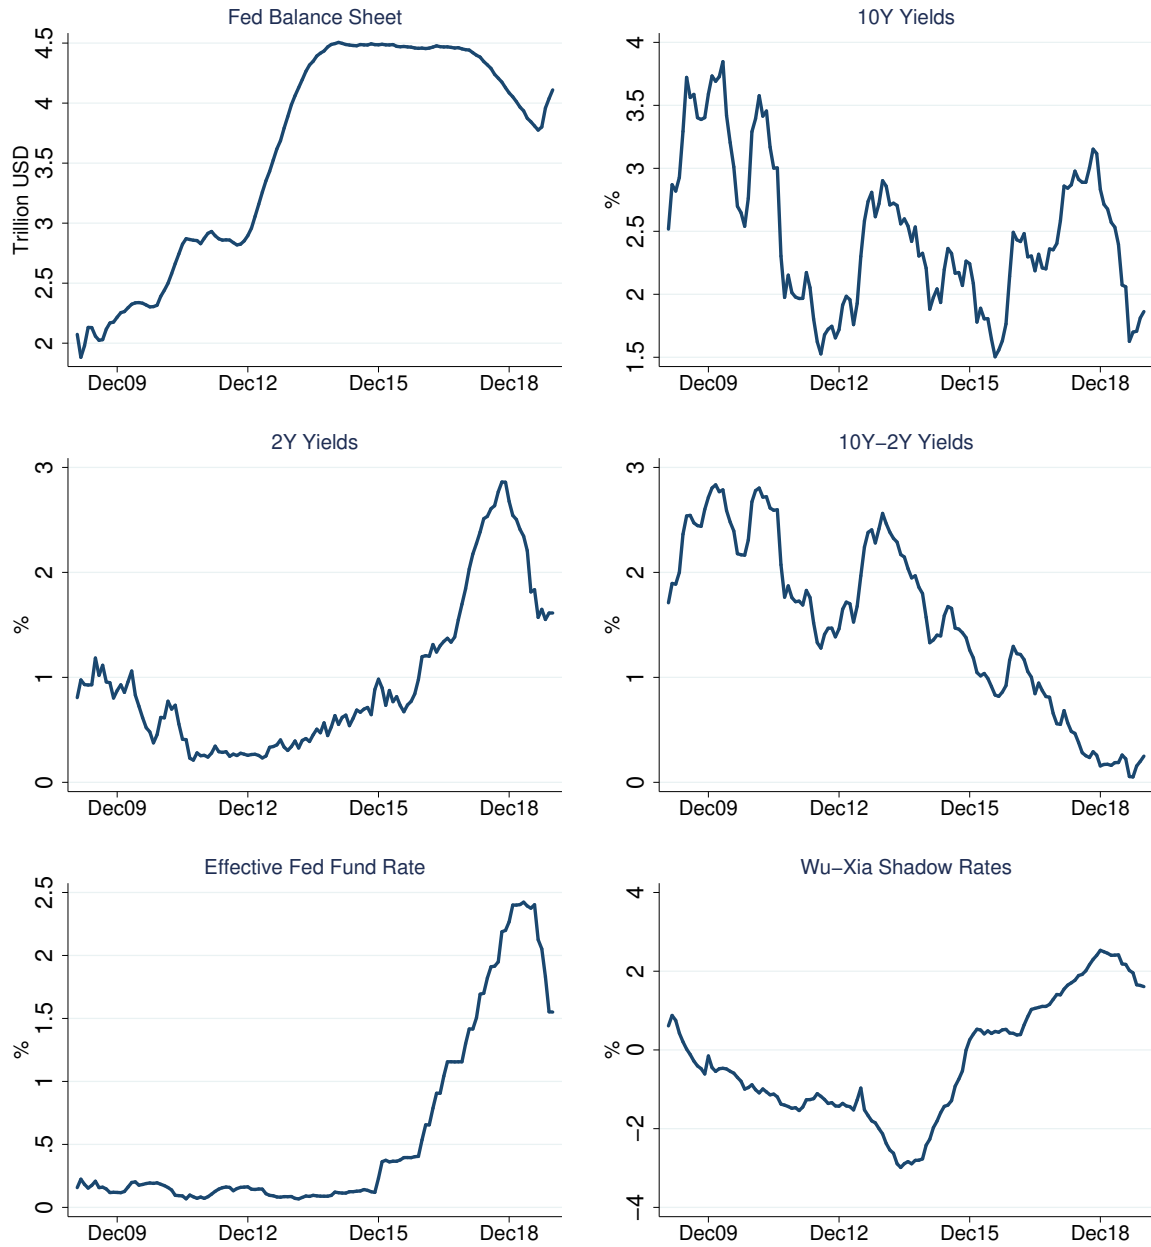 Fed Balance Sheet
Trillion USD
4.5
4
3.5
3
2.5
2
Dec09 Dec12 Dec15 Dec18
10Y Yields
%
4
3.5
3
2.5
2
1.5
Dec09 Dec12 Dec15 Dec18
2Y Yields
%
3
2
1
0
Dec09 Dec12 Dec15 Dec18
10Y−2Y Yields
%
3
2
1
0
Dec09 Dec12 Dec15 Dec18
Effective Fed Fund Rate
%
2.5
2
1.5
1
.5
0
Dec09 Dec12 Dec15 Dec18
Wu−Xia Shadow Rates
%
4
2
0
−2
−4
Dec09 Dec12 Dec15 Dec18